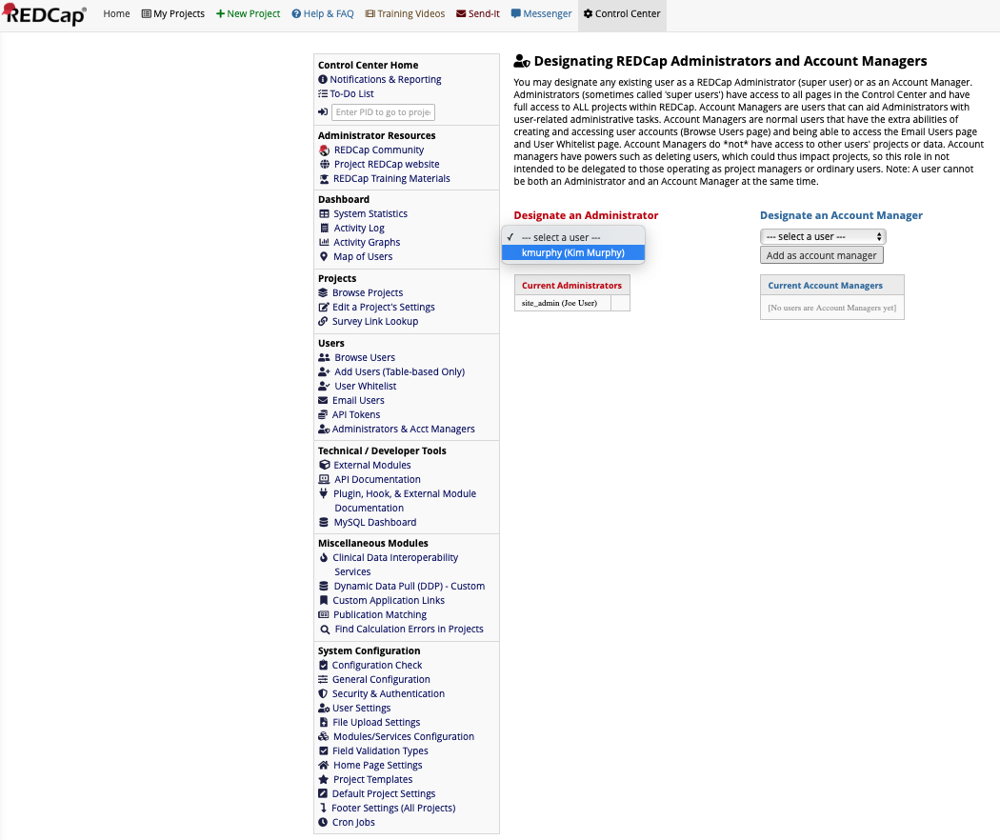 REDCap
Home My Projects New Project Help & FAQ Training Videos Send-It Messenger Control Center
Control Center Home
Notifications & Reporting
To-Do List
Enter PID to go to proje
Administrator Resources
REDCap Community
Project REDCap website
REDCap Training Materials
Dashboard
System Statistics
Activity Log
Activity Graphs
Map of Users
Projects
Browse Projects
Edit a Project's Settings
Survey Link Lookup
Users
Browse Users
Add Users (Table-based Only)
User Whitelist
Email Users
API Tokens
Administrators & Acct Managers
Technical / Developer Tools
External Modules
API Documentation
Plugin, Hook, & External Module
Documentation
MySQL Dashboard
Miscellaneous Modules
Clinical Data Interoperability
Services
Dynamic Data Pull (DDP) - Custom
Custom Application Links
Publication Matching
Find Calculation Errors in Projects
System Configuration
Configuration Check
General Configuration
Security & Authentication
User Settings
File Upload Settings
Modules/Services Configuration
Field Validation Types
Home Page Settings
Project Templates
Default Project Settings
Footer Settings (All Projects)
Cron Jobs
Designating REDCap Administrators and Account Managers
You may designate any existing user as a REDCap Administrator (super user) or as an Account Manager.
Administrators (sometimes called 'super users') have access to all pages in the Control Center and have
full access to ALL projects within REDCap. Account Managers are users that can aid Administrators with
user-related administrative tasks. Account Managers are normal users that have the extra abilities of
creating and accessing user accounts (Browse Users page) and being able to access the Email Users page
and User Whitelist page. Account Managers do *not* have access to other users' projects or data. Account
managers have powers such as deleting users, which could thus impact projects, so this role in not
intended to be delegated to those operating as project managers or ordinary users. Note: A user cannot
be both an Administrator and an Account Manager at the same time.
Designate an Administrator
✓ --- select a user ---
kmurphy (Kim Murphy)
Current Administrators
site_admin (Joe User)
Designate an Account Manager
--- select a user ---
Add as account manager
Current Account Managers
[No users are Account Managers yet]